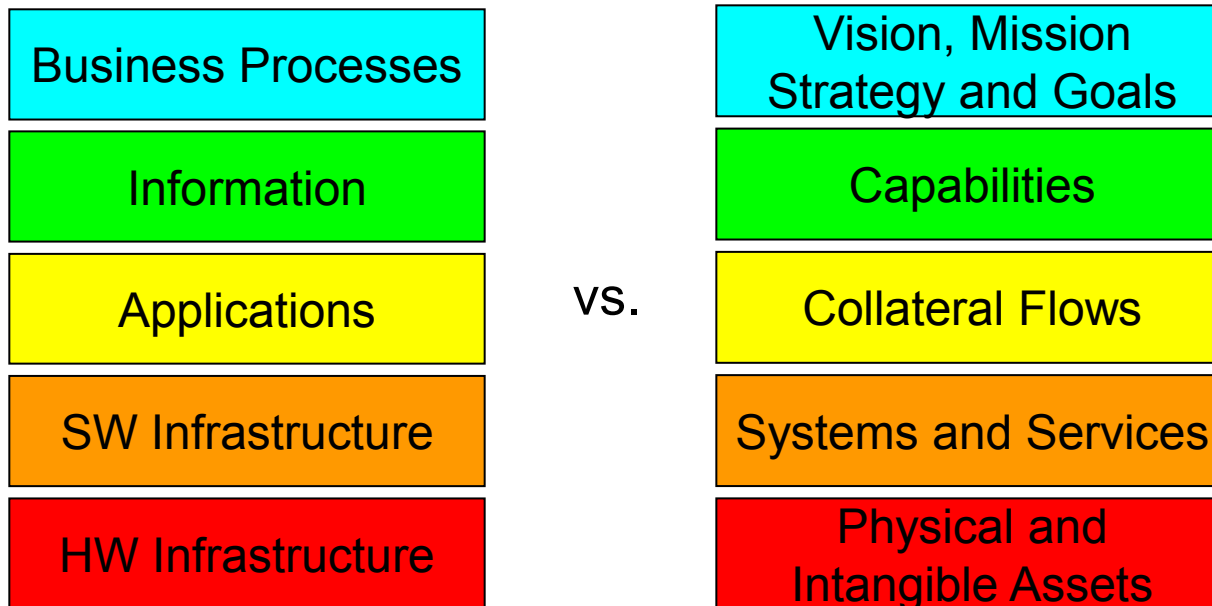 Business Processes
Information
Applications
SW Infrastructure
HW Infrastructure
vs.
Vision, Mission
Strategy and Goals
Capabilities
Collateral Flows
Systems and Services
Physical and
Intangible Assets